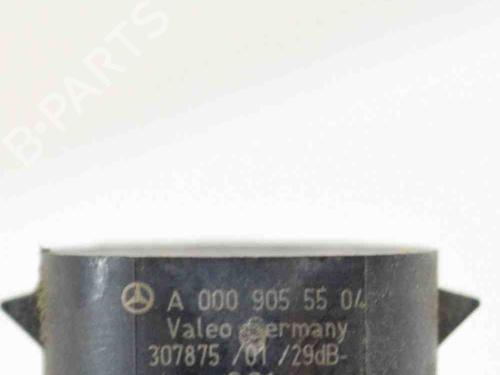 B-PARTS
A 000 905 55 04
Valeo Germany
307875 /01 /29dB-